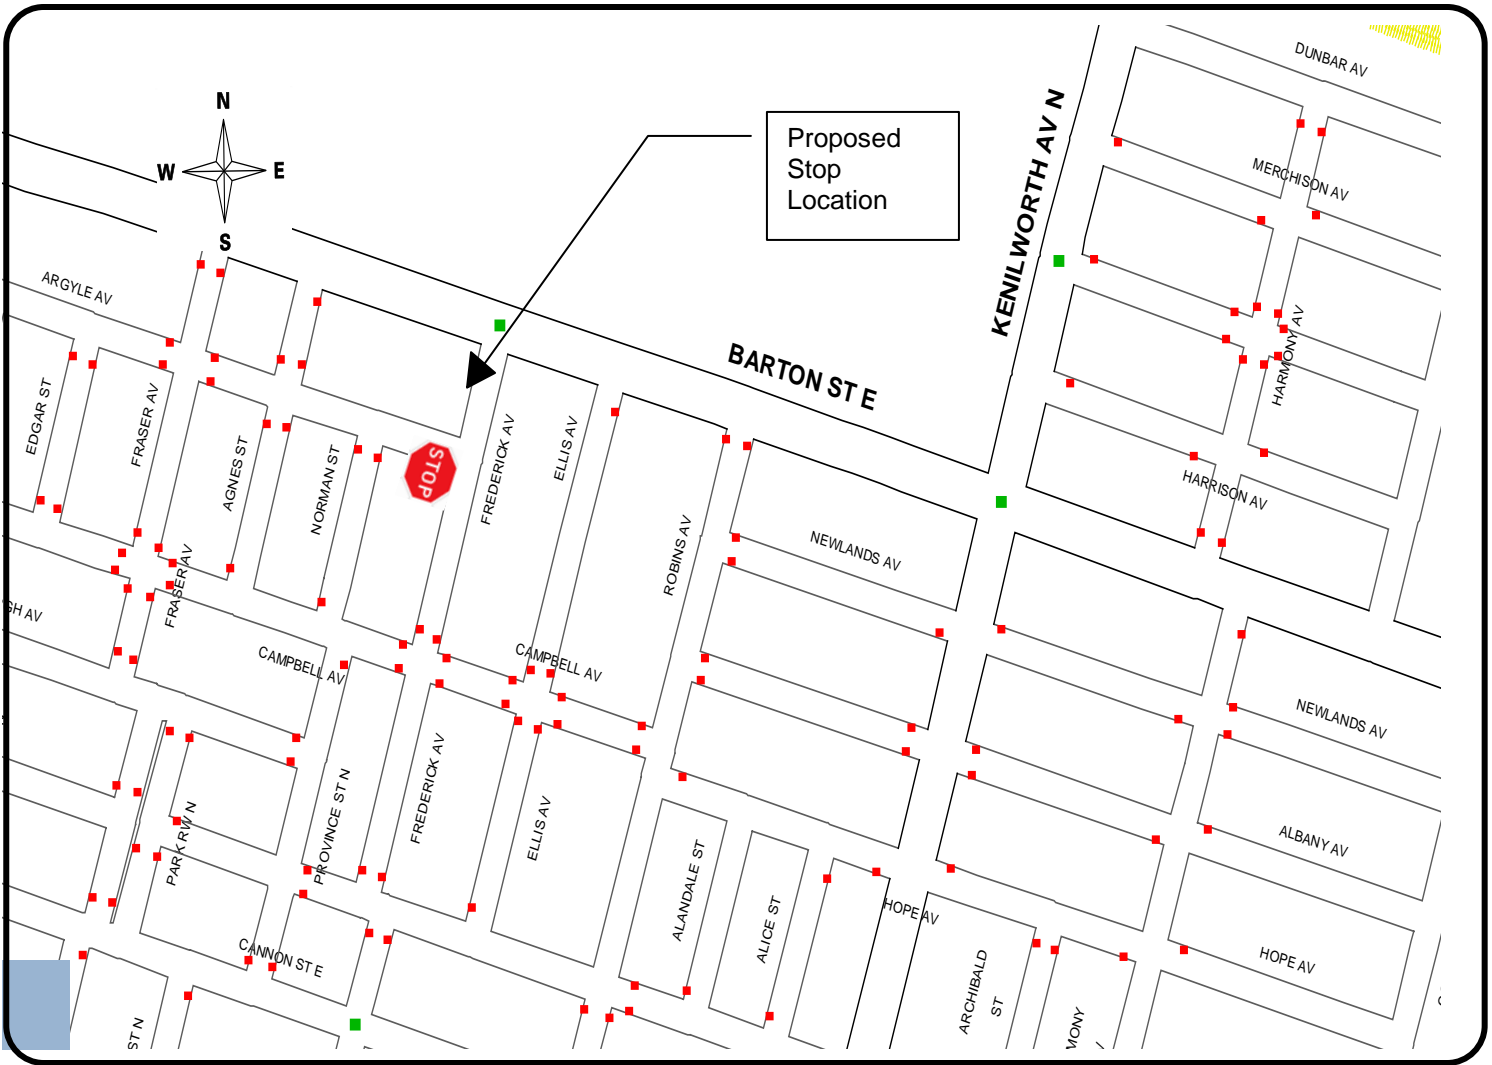 DUNBAR AV
N
W
E
S
Proposed
Stop
Location
KENILWORTH AV N
MERCHISON AV
ARGYLE AV
HARMONY AV
BARTON ST E
EDGAR ST
FRASER AV
AGNES ST
NORMAN ST
STOP
FREDERICK AV
ELLIS AV
HARRISON AV
ROBINS AV
NEWLANDS AV
FRASER AV
GH AV
CAMPBELL AV
CAMPBELL AV
NEWLANDS AV
PARK RW N
PROVINCE ST N
FREDERICK AV
ELLIS AV
ALBANY AV
ALANDALE ST
ALICE ST
HOPE AV
CANNON ST E
ARCHIBALD
ST
HOPE AV
ST N
MONY